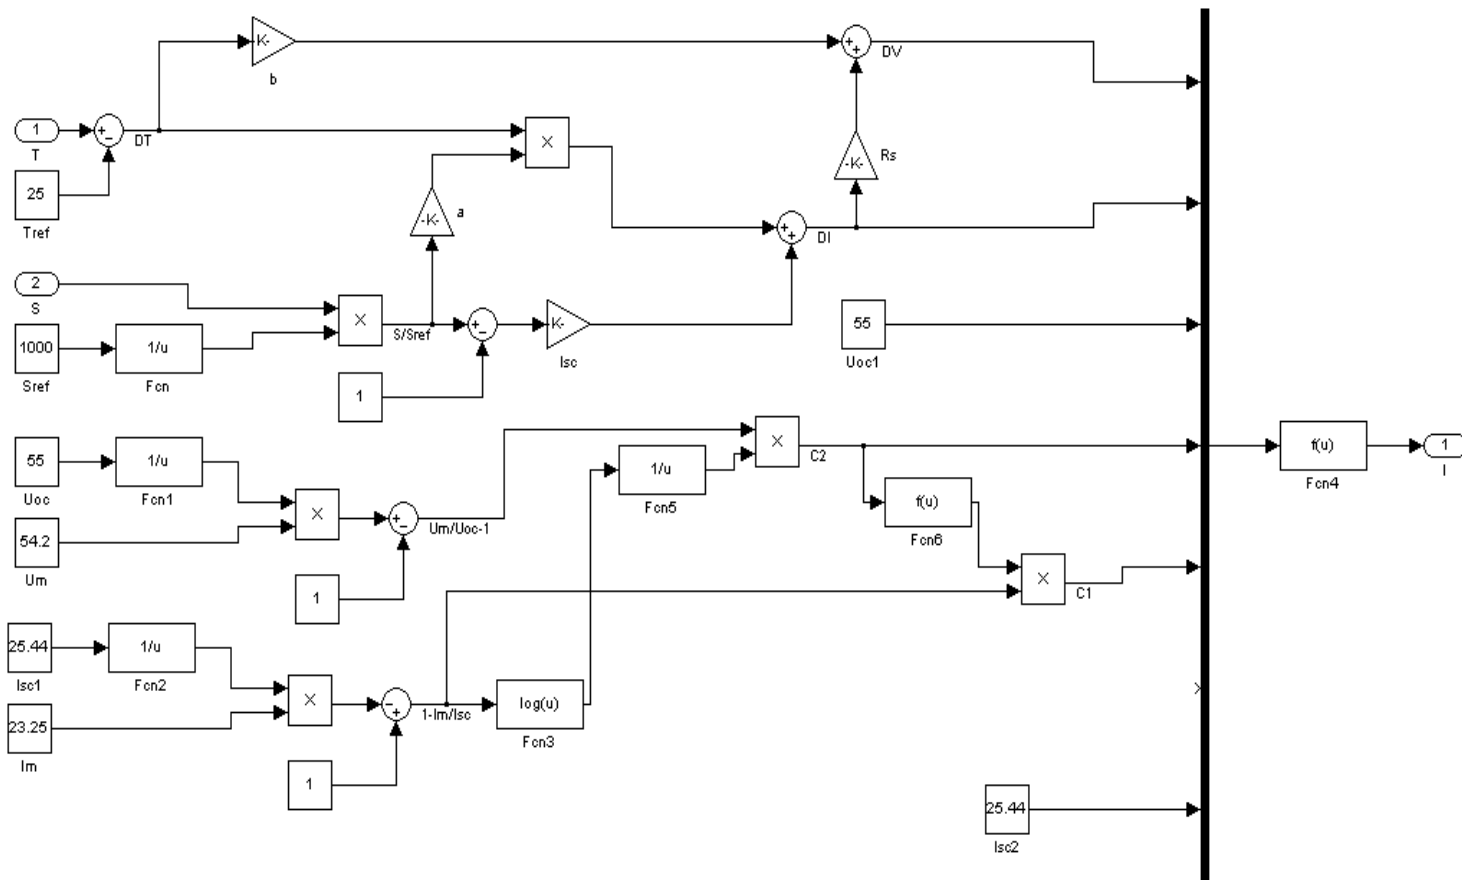 K-
b
DV
1
T
DT
25
Tref
-K-
Rs
-K-
a
DI
2
S
1000
Sref
1/u
Fcn
S/Sref
K-
Isc
1
55
Uoc1
55
Uoc
1/u
Fcn1
54.2
Um
Um/Uoc-1
1
1/u
Fcn5
C2
f(u)
Fcn6
C1
f(u)
Fcn4
1
I
25.44
Isc1
1/u
Fcn2
23.25
Im
1-Im/Isc
log(u)
Fcn3
1
25.44
Isc2